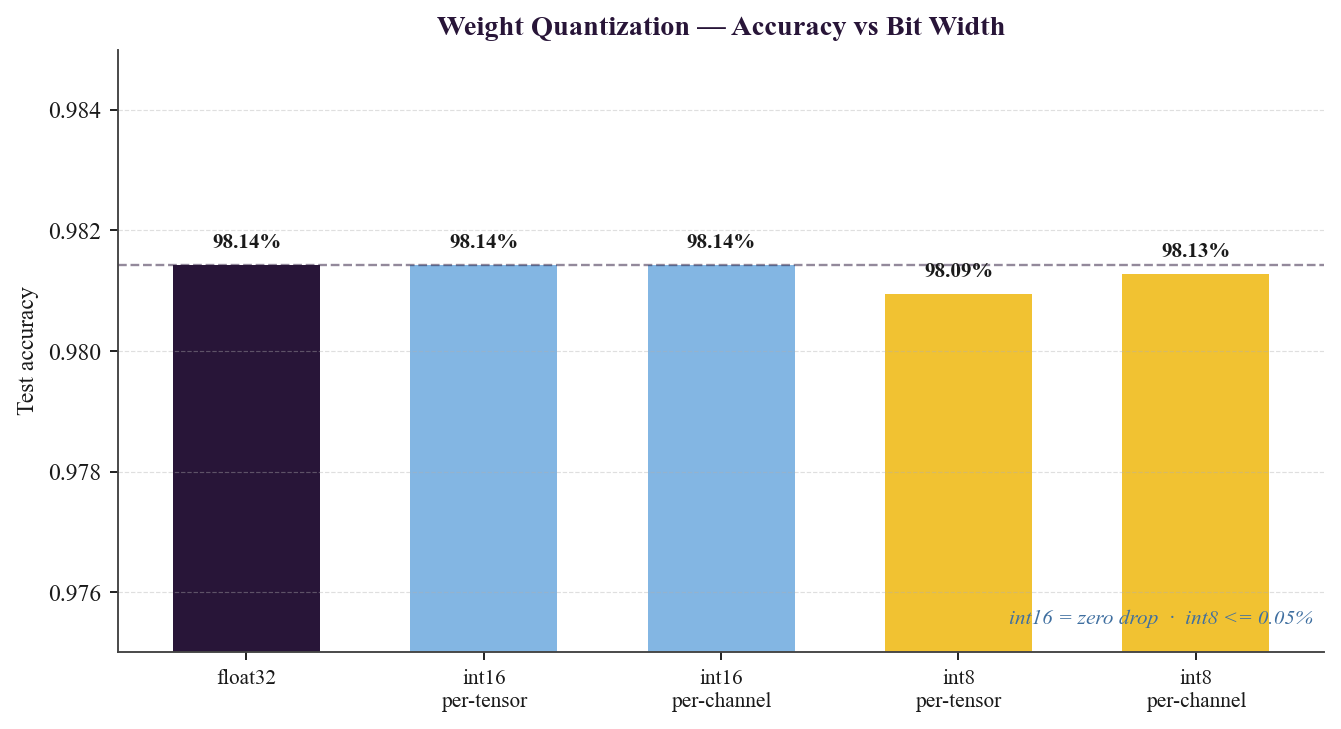 Weight Quantization — Accuracy vs Bit Width
Test accuracy
0.984
0.982
0.980
0.978
0.976
98.14%
98.14%
98.14%
98.09%
98.13%
int16 = zero drop · int8 <= 0.05%
float32
int16
per-tensor
int16
per-channel
int8
per-tensor
int8
per-channel